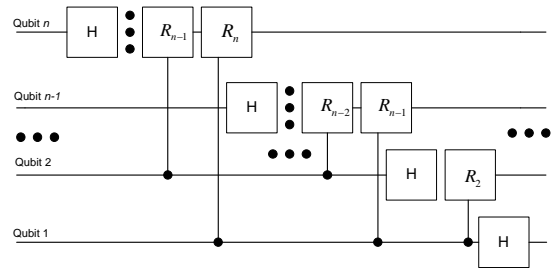 Qubit n
H
R_{n-1}
R_n
Qubit n-1
H
R_{n-2}
R_{n-1}
Qubit 2
H
R_2
Qubit 1
H